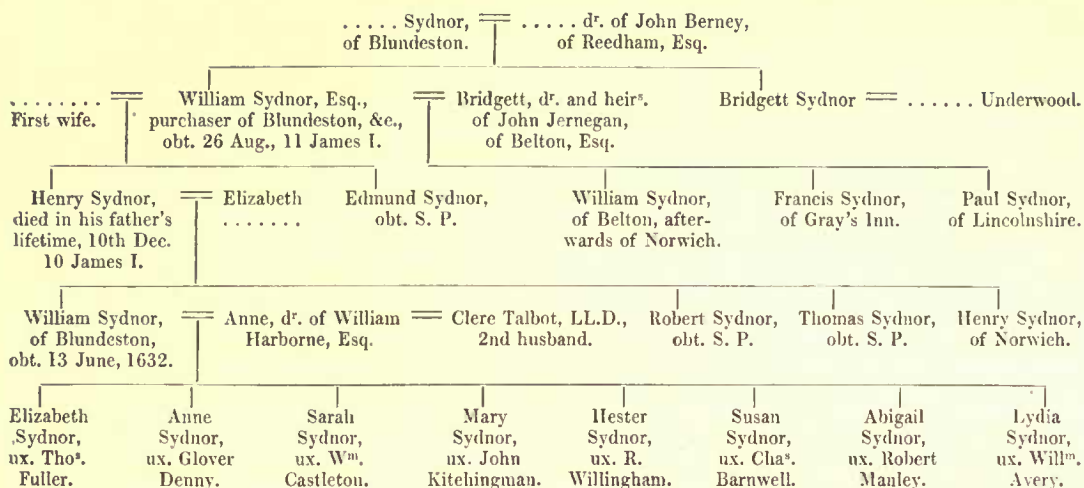 . . . . . Sydnor,
of Blundeston.
. . . . . dʳ. of John Berney,
of Reedham, Esq.
. . . . . . . .
First wife.
William Sydnor, Esq.,
purchaser of Blundeston, &c.,
obt. 26 Aug., 11 James I.
Bridgett, dʳ. and heirˢ.
of John Jernegan,
of Belton, Esq.
Bridgett Sydnor
. . . . . . Underwood.
Henry Sydnor,
died in his father's
lifetime, 10th Dec.
10 James I.
Elizabeth
. . . . . . .
Edmund Sydnor,
obt. S. P.
William Sydnor,
of Belton, after-
wards of Norwich.
Francis Sydnor,
of Gray's Inn.
Paul Sydnor,
of Lincolnshire.
William Sydnor,
of Blundeston,
obt. 13 June, 1632.
Anne, dʳ. of William
Harborne, Esq.
Clere Talbot, LL.D.,
2nd husband.
Robert Sydnor,
obt. S. P.
Thomas Sydnor,
obt. S. P.
Henry Sydnor,
of Norwich.
Elizabeth
Sydnor,
ux. Thoˢ.
Fuller.
Anne
Sydnor,
ux. Glover
Denny.
Sarah
Sydnor,
ux. Wᵐ.
Castleton.
Mary
Sydnor,
ux. John
Kitchingman.
Hester
Sydnor,
ux. R.
Willingham.
Susan
Sydnor,
ux. Chaˢ.
Barnwell.
Abigail
Sydnor,
ux. Robert
Manley.
Lydia
Sydnor,
ux. Willᵐ.
Avery.